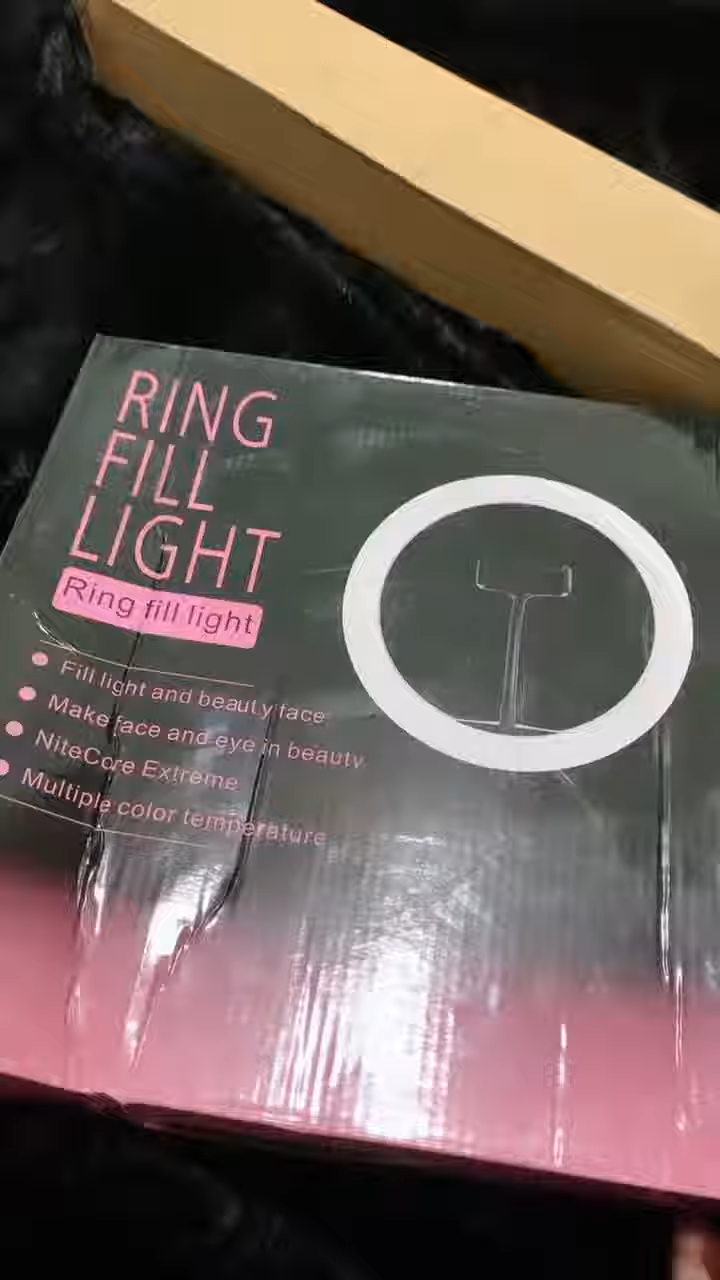 RING
FILL
LIGHT
Ring fill light
Fill light and beauty face
Make face and eye in beauty
NiteCore Extreme
Multiple color temperature